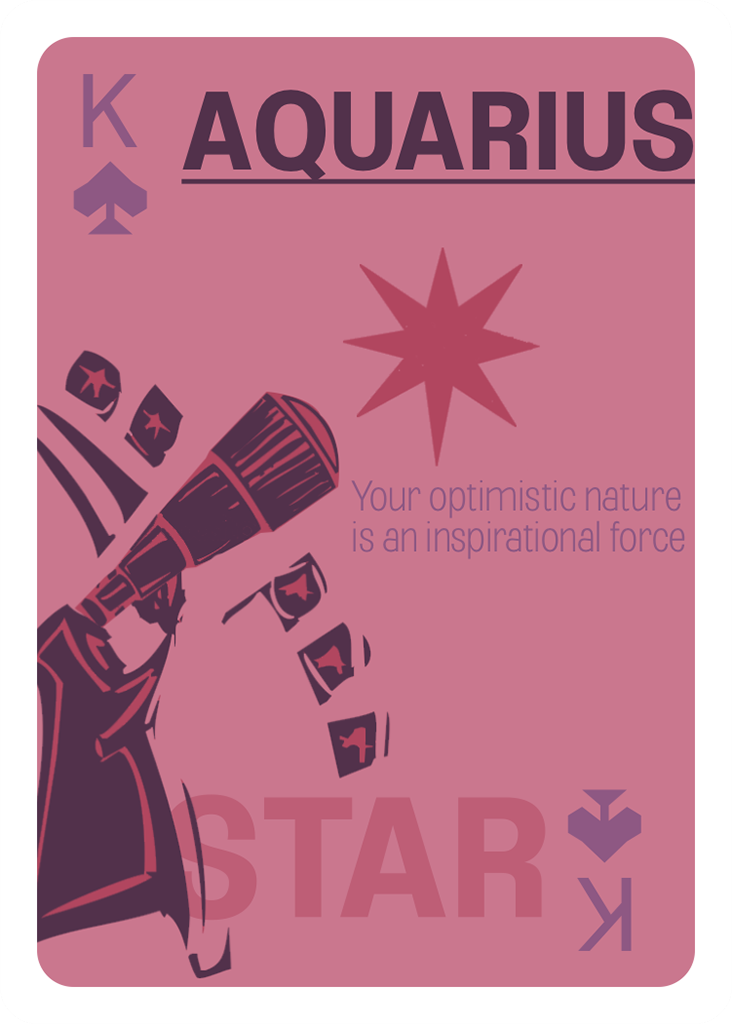 K
AQUARIUS
Your optimistic nature
is an inspirational force
STAR
K